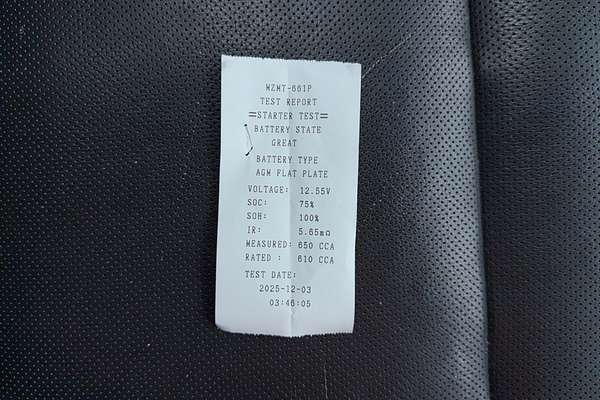 WZMT-661P
TEST REPORT
=STARTER TEST=
BATTERY STATE
GREAT
BATTERY TYPE
AGM FLAT PLATE
VOLTAGE: 12.55V
SOC: 75%
SOH: 100%
IR: 5.65mΩ
MEASURED: 650 CCA
RATED : 610 CCA
TEST DATE:
2025-12-03
03:46:05